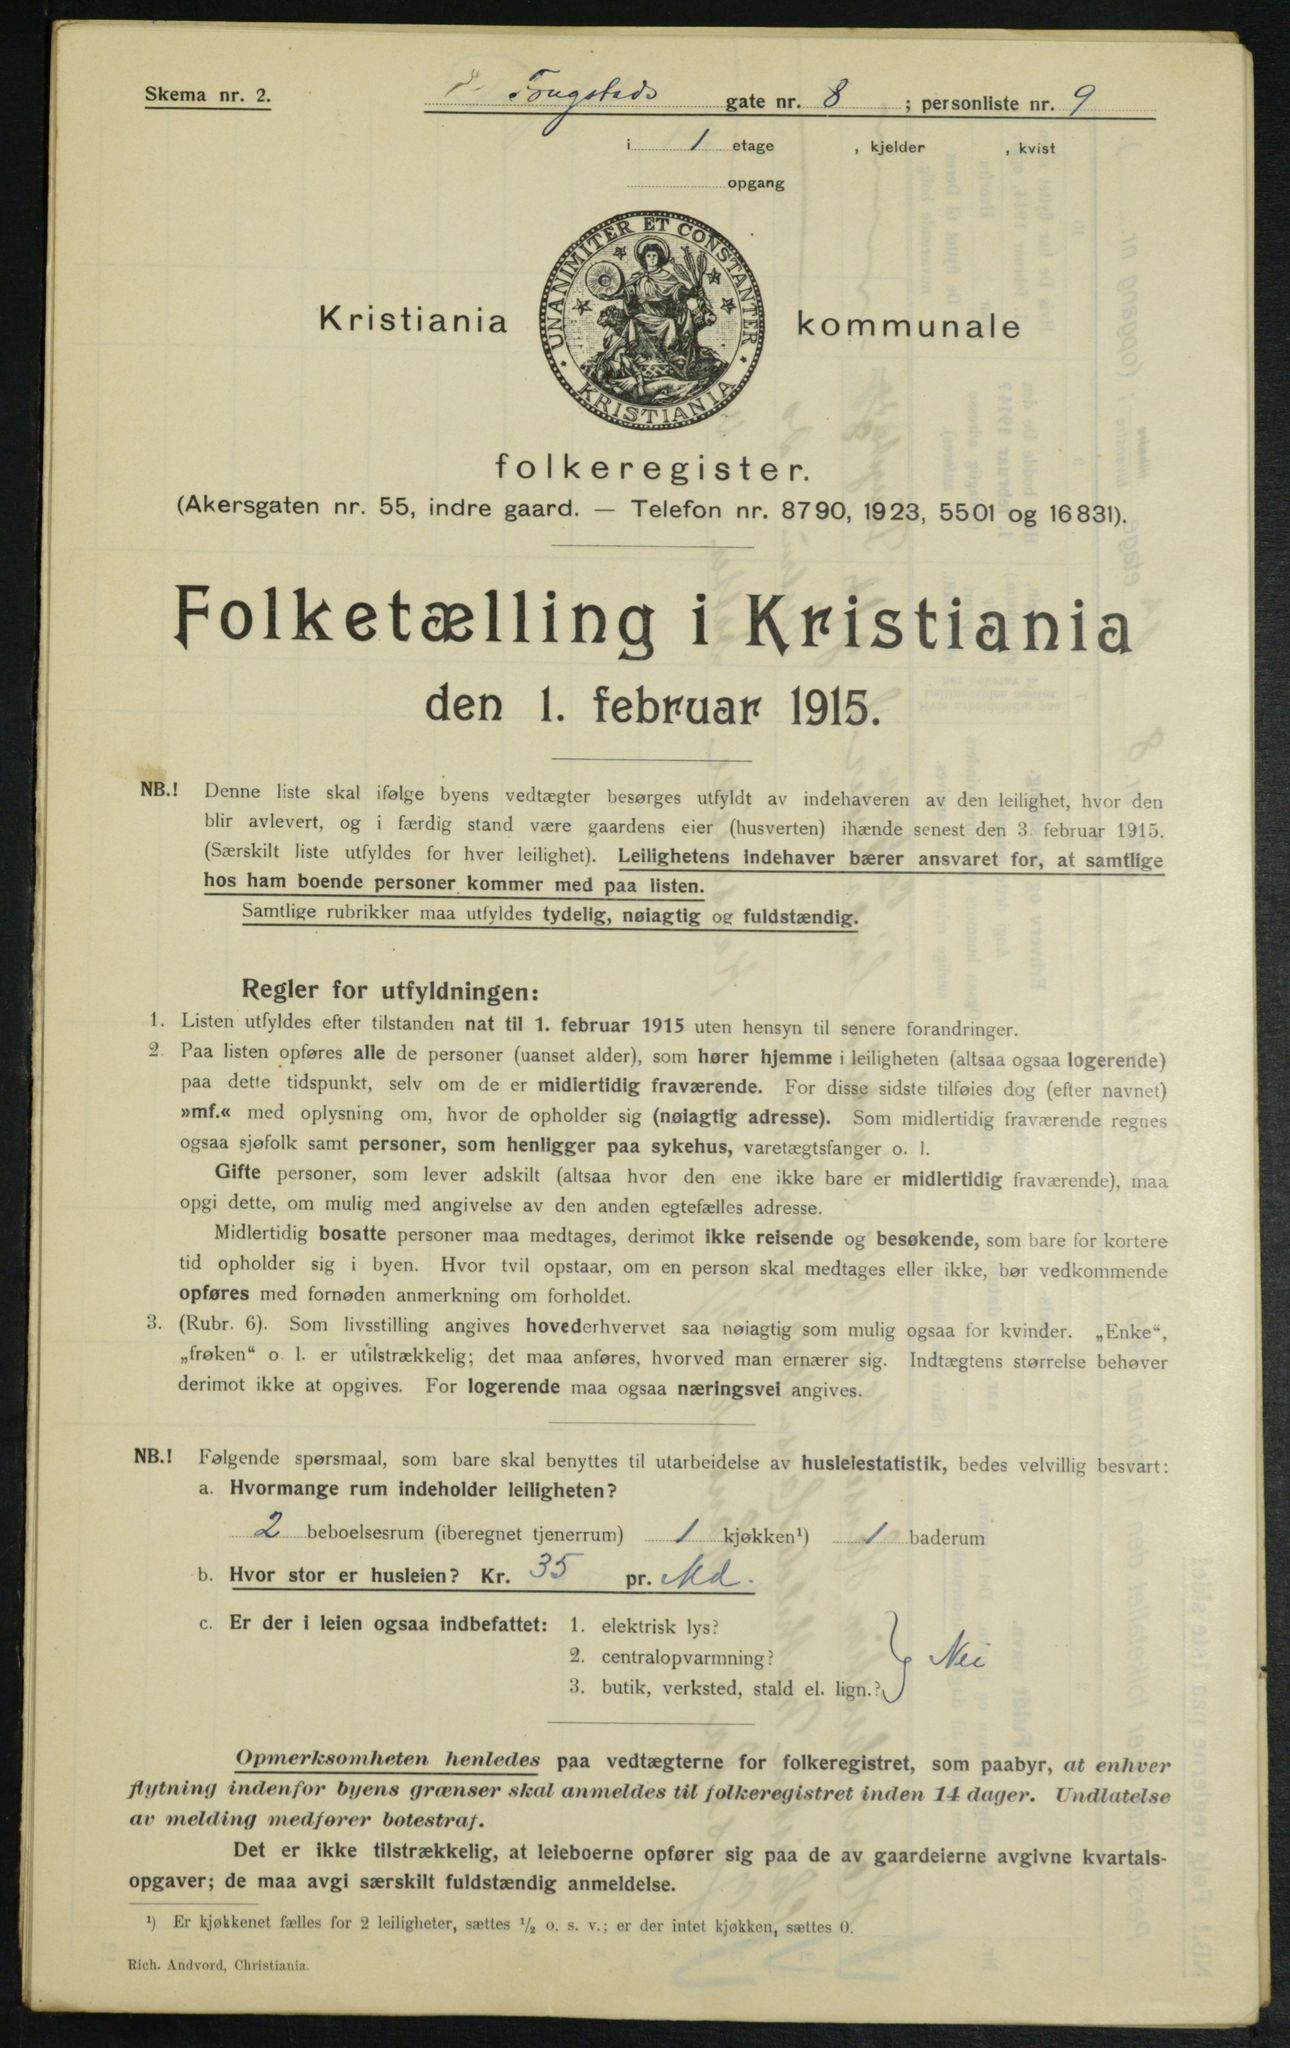 Skema nr. 2.
Trugstads gate nr. 8 ; personliste nr. 9
i 1 etage , kjelder , kvist
opgang
UNANIMITER ET CONSTANTER
KRISTIANIA
Kristiania kommunale
folkeregister.
(Akersgaten nr. 55, indre gaard. — Telefon nr. 8790, 1923, 5501 og 16831).
Folketælling i Kristiania
den 1. februar 1915.
NB.! Denne liste skal ifølge byens vedtægter besørges utfyldt av indehaveren av den leilighet, hvor den
blir avlevert, og i færdig stand være gaardens eier (husverten) ihænde senest den 3. februar 1915.
(Særskilt liste utfyldes for hver leilighet). Leilighetens indehaver bærer ansvaret for, at samtlige
hos ham boende personer kommer med paa listen.
Samtlige rubrikker maa utfyldes tydelig, nøiagtig og fuldstændig.
Regler for utfyldningen:
1. Listen utfyldes efter tilstanden nat til 1. februar 1915 uten hensyn til senere forandringer.
2. Paa listen opføres alle de personer (uanset alder), som hører hjemme i leiligheten (altsaa ogsaa logerende)
paa dette tidspunkt, selv om de er midlertidig fraværende. For disse sidste tilføies dog (efter navnet)
»mf.« med oplysning om, hvor de opholder sig (nøiagtig adresse). Som midlertidig fraværende regnes
ogsaa sjøfolk samt personer, som henligger paa sykehus, varetægtsfanger o. l.
Gifte personer, som lever adskilt (altsaa hvor den ene ikke bare er midlertidig fraværende), maa
opgi dette, om mulig med angivelse av den anden egtefælles adresse.
Midlertidig bosatte personer maa medtages, derimot ikke reisende og besøkende, som bare for kortere
tid opholder sig i byen. Hvor tvil opstaar, om en person skal medtages eller ikke, bør vedkommende
opføres med fornøden anmerkning om forholdet.
3. (Rubr. 6). Som livsstilling angives hovederhvervet saa nøiagtig som mulig ogsaa for kvinder. „Enke“,
„frøken“ o. l. er utilstrækkelig; det maa anføres, hvorved man ernærer sig. Indtægtens størrelse behøver
derimot ikke at opgives. For logerende maa ogsaa næringsvei angives.
NB.! Følgende spørsmaal, som bare skal benyttes til utarbeidelse av husleiestatistik, bedes velvillig besvart:
a. Hvormange rum indeholder leiligheten?
2 beboelsesrum (iberegnet tjenerrum) 1 kjøkken¹) 1 baderum
b. Hvor stor er husleien? Kr. 35 pr. Md.
c. Er der i leien ogsaa indbefattet: 1. elektrisk lys?
2. centralopvarmning? Nei
3. butik, verksted, stald el. lign.?
Opmerksomheten henledes paa vedtægterne for folkeregistret, som paabyr, at enhver
flytning indenfor byens grænser skal anmeldes til folkeregistret inden 14 dager. Undlatelse
av melding medfører botestraf.
Det er ikke tilstrækkelig, at leieboerne opfører sig paa de av gaardeierne avgivne kvartals-
opgaver; de maa avgi særskilt fuldstændig anmeldelse.
¹) Er kjøkkenet fælles for 2 leiligheter, sættes ½ o. s. v.; er der intet kjøkken, sættes 0.
Rich. Andvord, Christiania.